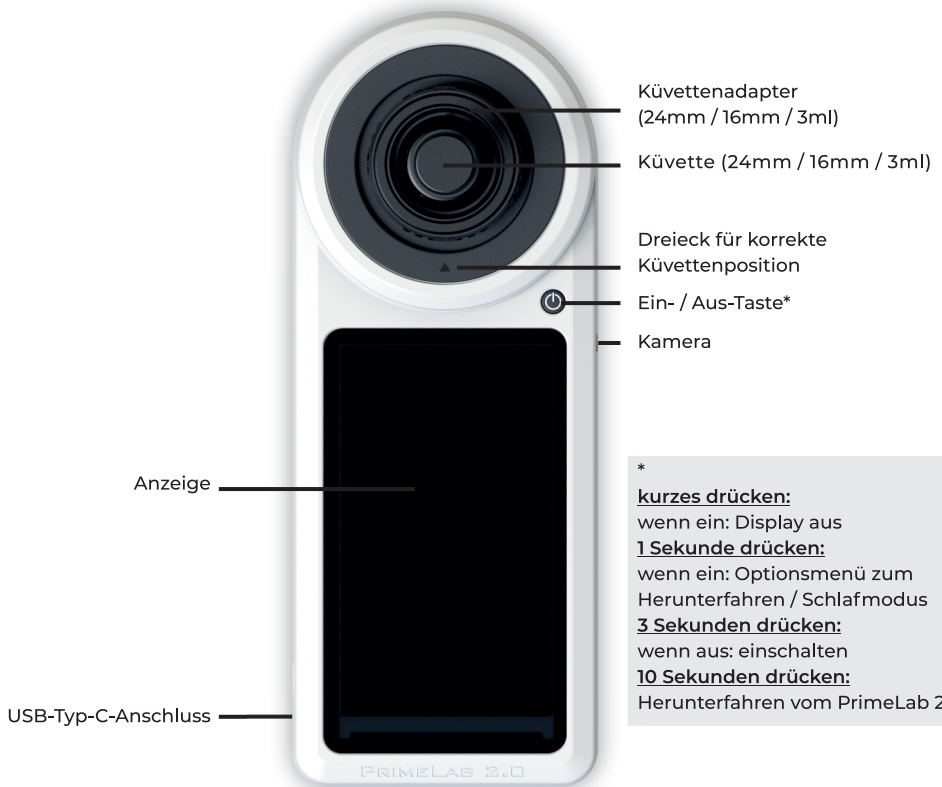 Küvettenadapter
(24mm / 16mm / 3ml)
Küvette (24mm / 16mm / 3ml)
Dreieck für korrekte
Küvettenposition
Ein- / Aus-Taste*
Kamera
Anzeige
*
kurzes drücken:
wenn ein: Display aus
1 Sekunde drücken:
wenn ein: Optionsmenü zum
Herunterfahren / Schlafmodus
3 Sekunden drücken:
wenn aus: einschalten
10 Sekunden drücken:
Herunterfahren vom PrimeLab 2
USB-Typ-C-Anschluss
PRIMELAB 2.0